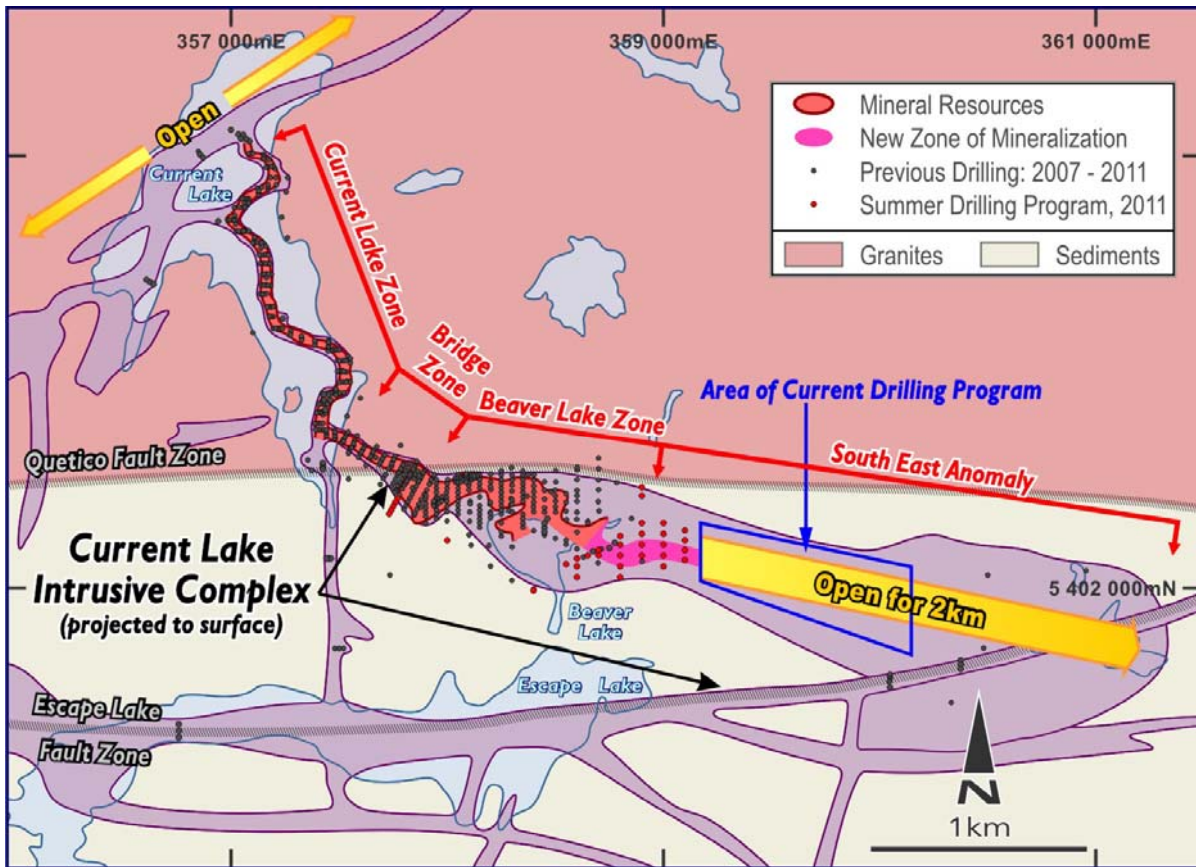 357 000mE
359 000mE
361 000mE
Open
Current
Lake
Mineral Resources
New Zone of Mineralization
Previous Drilling: 2007 - 2011
Summer Drilling Program, 2011
Granites
Sediments
Current Lake Zone
Bridge
Zone
Beaver Lake Zone
Area of Current Drilling Program
South East Anomaly
Quetico Fault Zone
Current Lake
Intrusive Complex
(projected to surface)
Open for 2km
5 402 000mN
Beaver
Lake
Escape Lake
Escape Lake
Fault Zone
N
1km